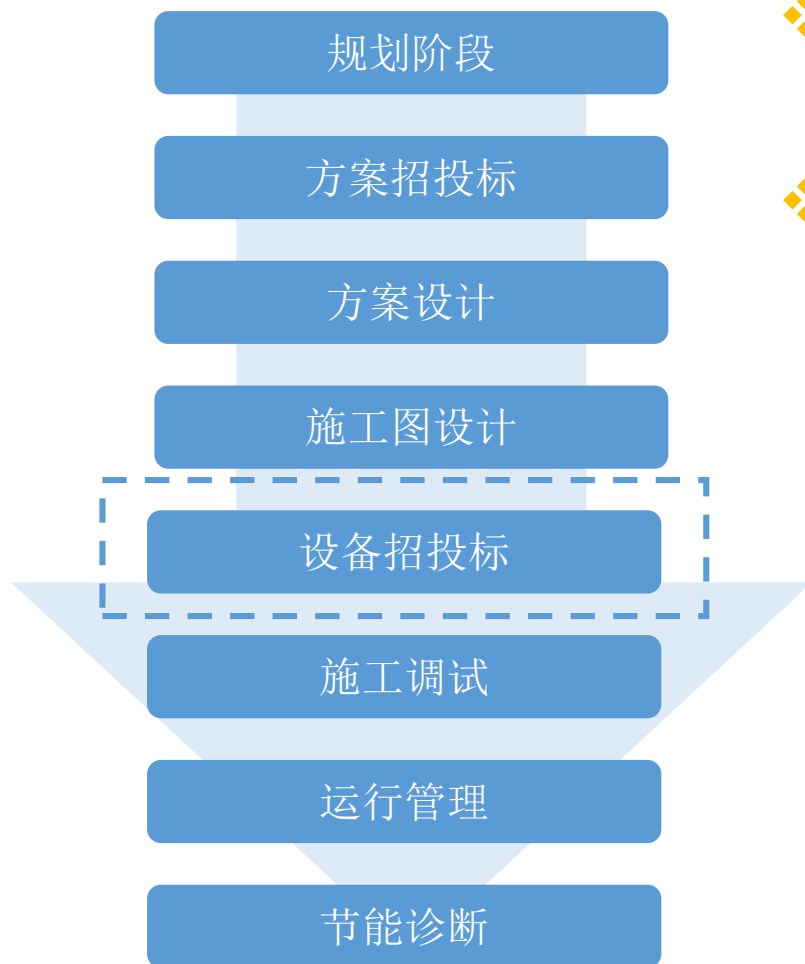 规划阶段
方案招投标
方案设计
施工图设计
设备招投标
施工调试
运行管理
节能诊断